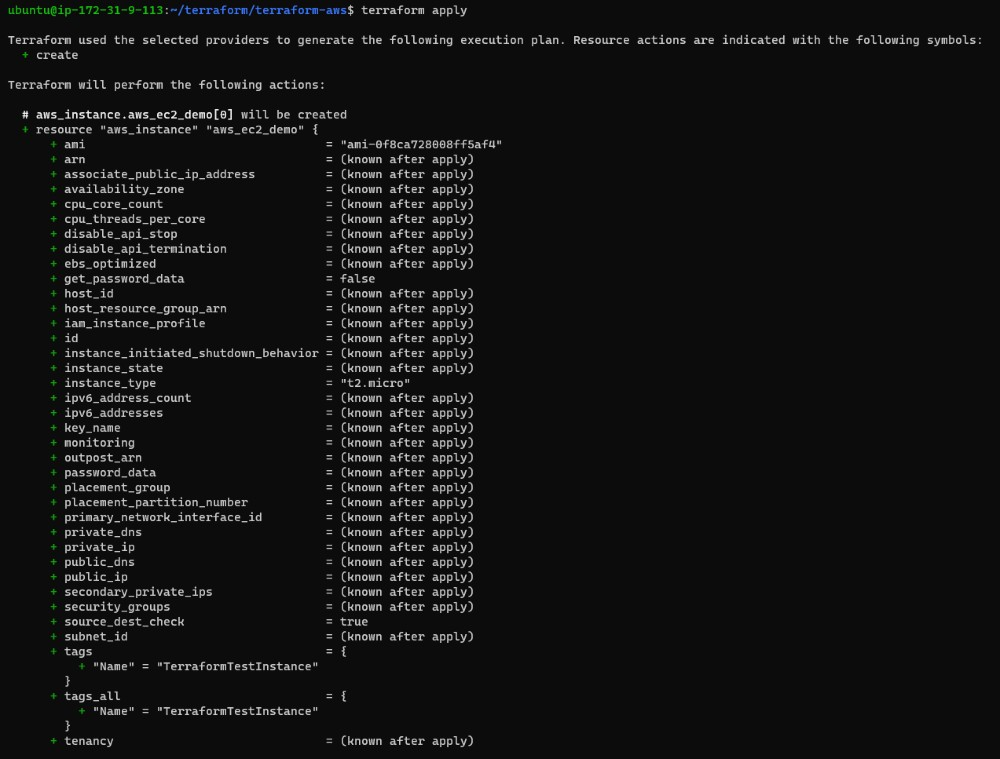 ubuntu@ip-172-31-9-113:~/terraform/terraform-aws$ terraform apply
Terraform used the selected providers to generate the following execution plan. Resource actions are indicated with the following symbols:
+ create
Terraform will perform the following actions:
# aws_instance.aws_ec2_demo[0] will be created
+ resource "aws_instance" "aws_ec2_demo" {
+ ami = "ami-0f8ca728008ff5af4"
+ arn = (known after apply)
+ associate_public_ip_address = (known after apply)
+ availability_zone = (known after apply)
+ cpu_core_count = (known after apply)
+ cpu_threads_per_core = (known after apply)
+ disable_api_stop = (known after apply)
+ disable_api_termination = (known after apply)
+ ebs_optimized = (known after apply)
+ get_password_data = false
+ host_id = (known after apply)
+ host_resource_group_arn = (known after apply)
+ iam_instance_profile = (known after apply)
+ id = (known after apply)
+ instance_initiated_shutdown_behavior = (known after apply)
+ instance_state = (known after apply)
+ instance_type = "t2.micro"
+ ipv6_address_count = (known after apply)
+ ipv6_addresses = (known after apply)
+ key_name = (known after apply)
+ monitoring = (known after apply)
+ outpost_arn = (known after apply)
+ password_data = (known after apply)
+ placement_group = (known after apply)
+ placement_partition_number = (known after apply)
+ primary_network_interface_id = (known after apply)
+ private_dns = (known after apply)
+ private_ip = (known after apply)
+ public_dns = (known after apply)
+ public_ip = (known after apply)
+ secondary_private_ips = (known after apply)
+ security_groups = (known after apply)
+ source_dest_check = true
+ subnet_id = (known after apply)
+ tags = {
+ "Name" = "TerraformTestInstance"
}
+ tags_all = {
+ "Name" = "TerraformTestInstance"
}
+ tenancy = (known after apply)